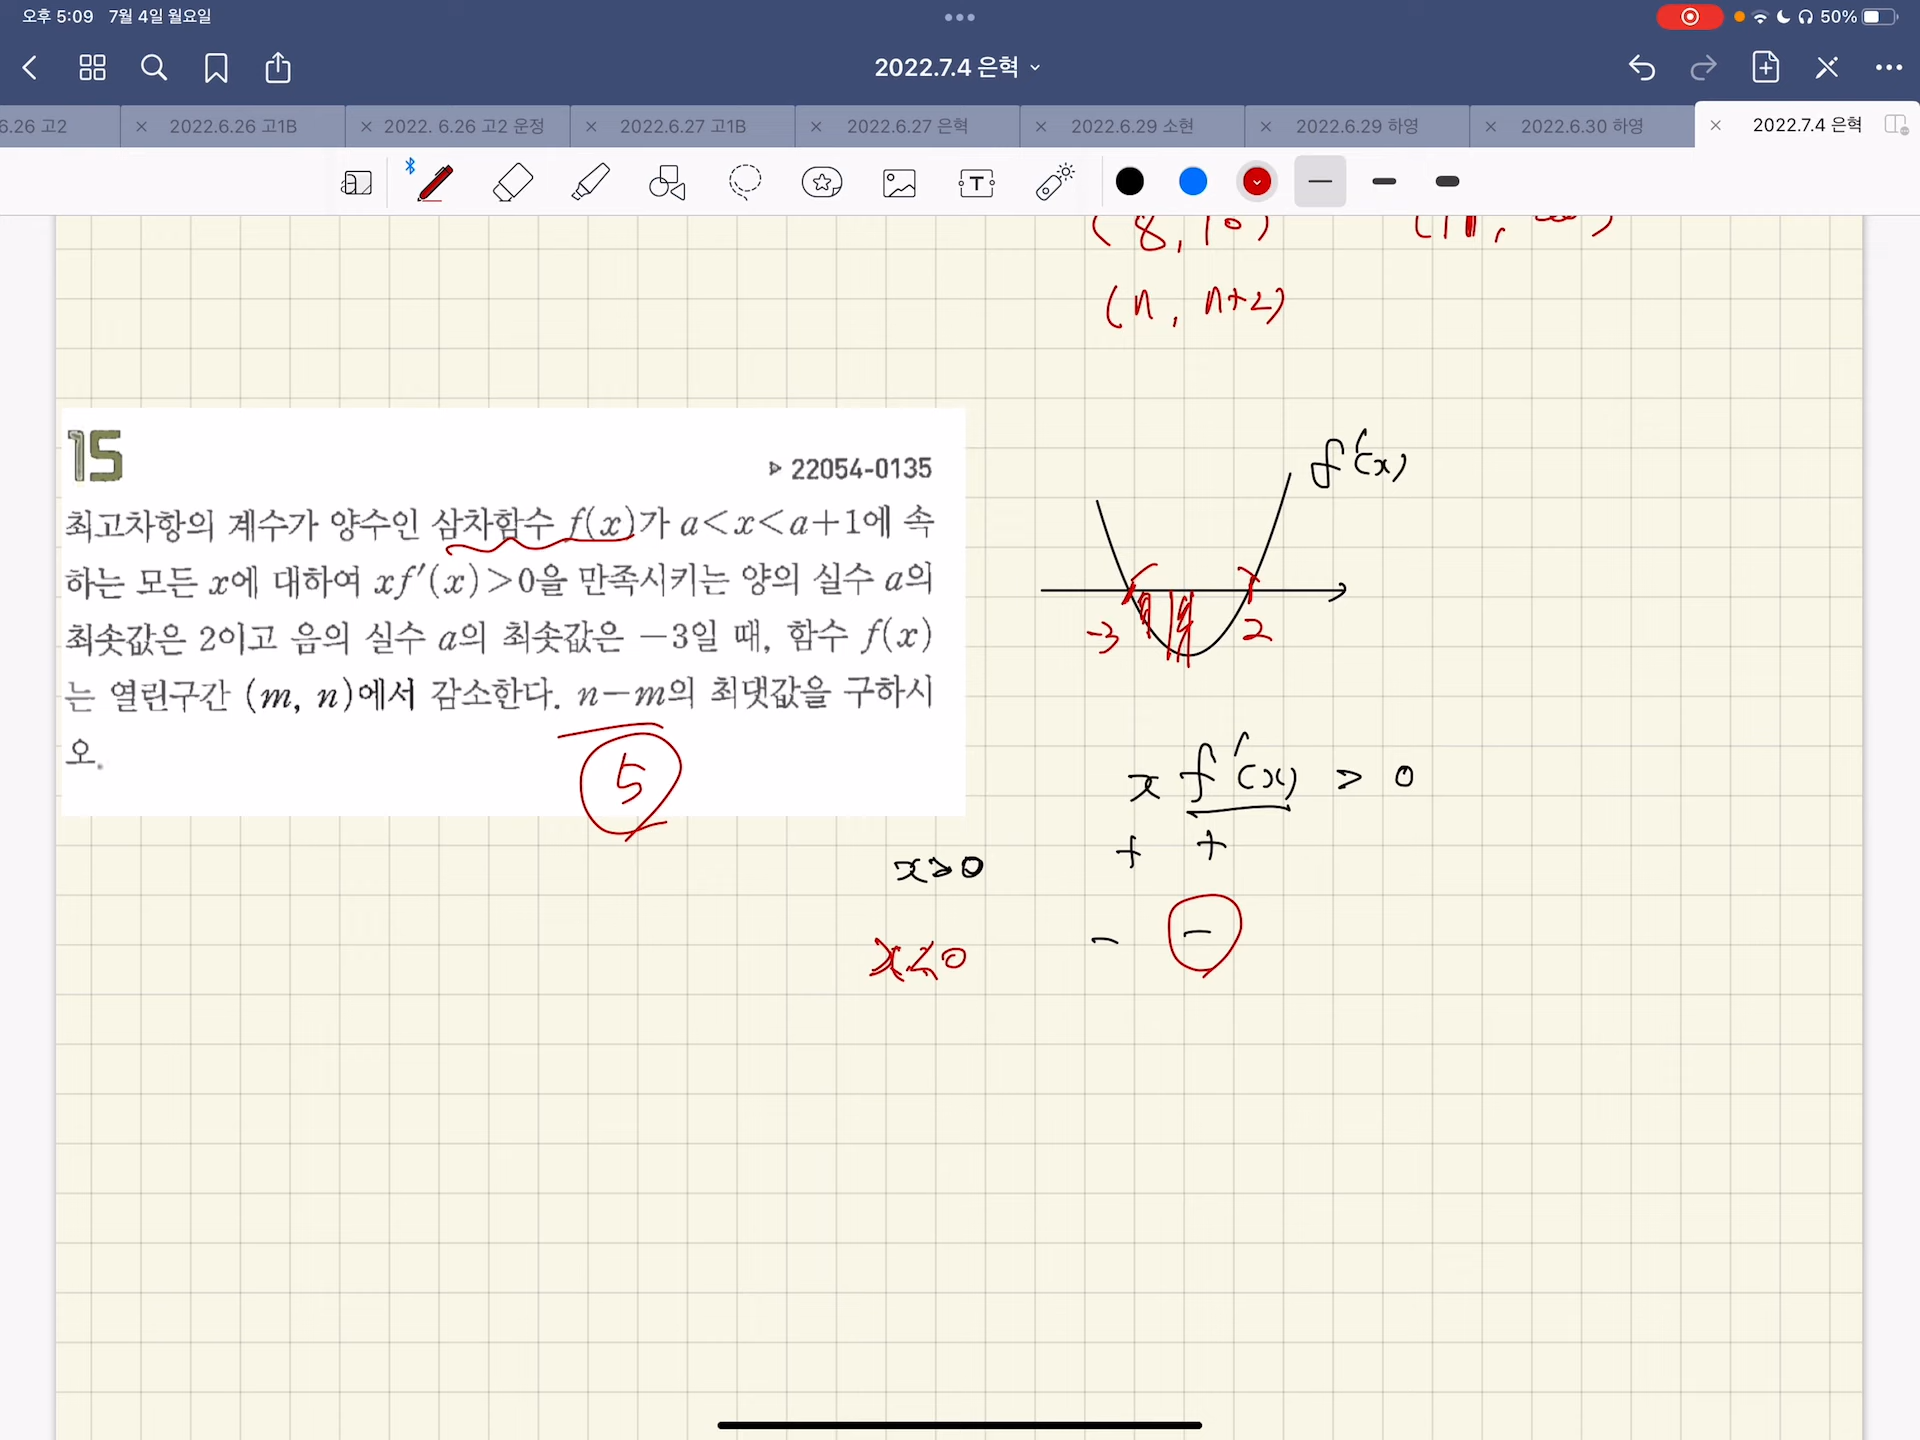 오후 5:09 7월 4일 월요일
50%
2022.7.4 은혁
6.26 고2
2022.6.26 고1B
2022. 6.26 고2 운정
2022.6.27 고1B
2022.6.27 은혁
2022.6.29 소현
2022.6.29 하영
2022.6.30 하영
2022.7.4 은혁
(8, 10)
(n, n+2)
15
22054-0135
최고차항의 계수가 양수인 삼차함수 f(x)가 a<x<a+1에 속
하는 모든 x에 대하여 xf′(x)>0을 만족시키는 양의 실수 a의
최솟값은 2이고 음의 실수 a의 최솟값은 −3일 때, 함수 f(x)
는 열린구간 (m, n)에서 감소한다. n−m의 최댓값을 구하시
오.
5
f′(x)
-3
2
x f′(x) > 0
+ +
x>0
- -
x<0